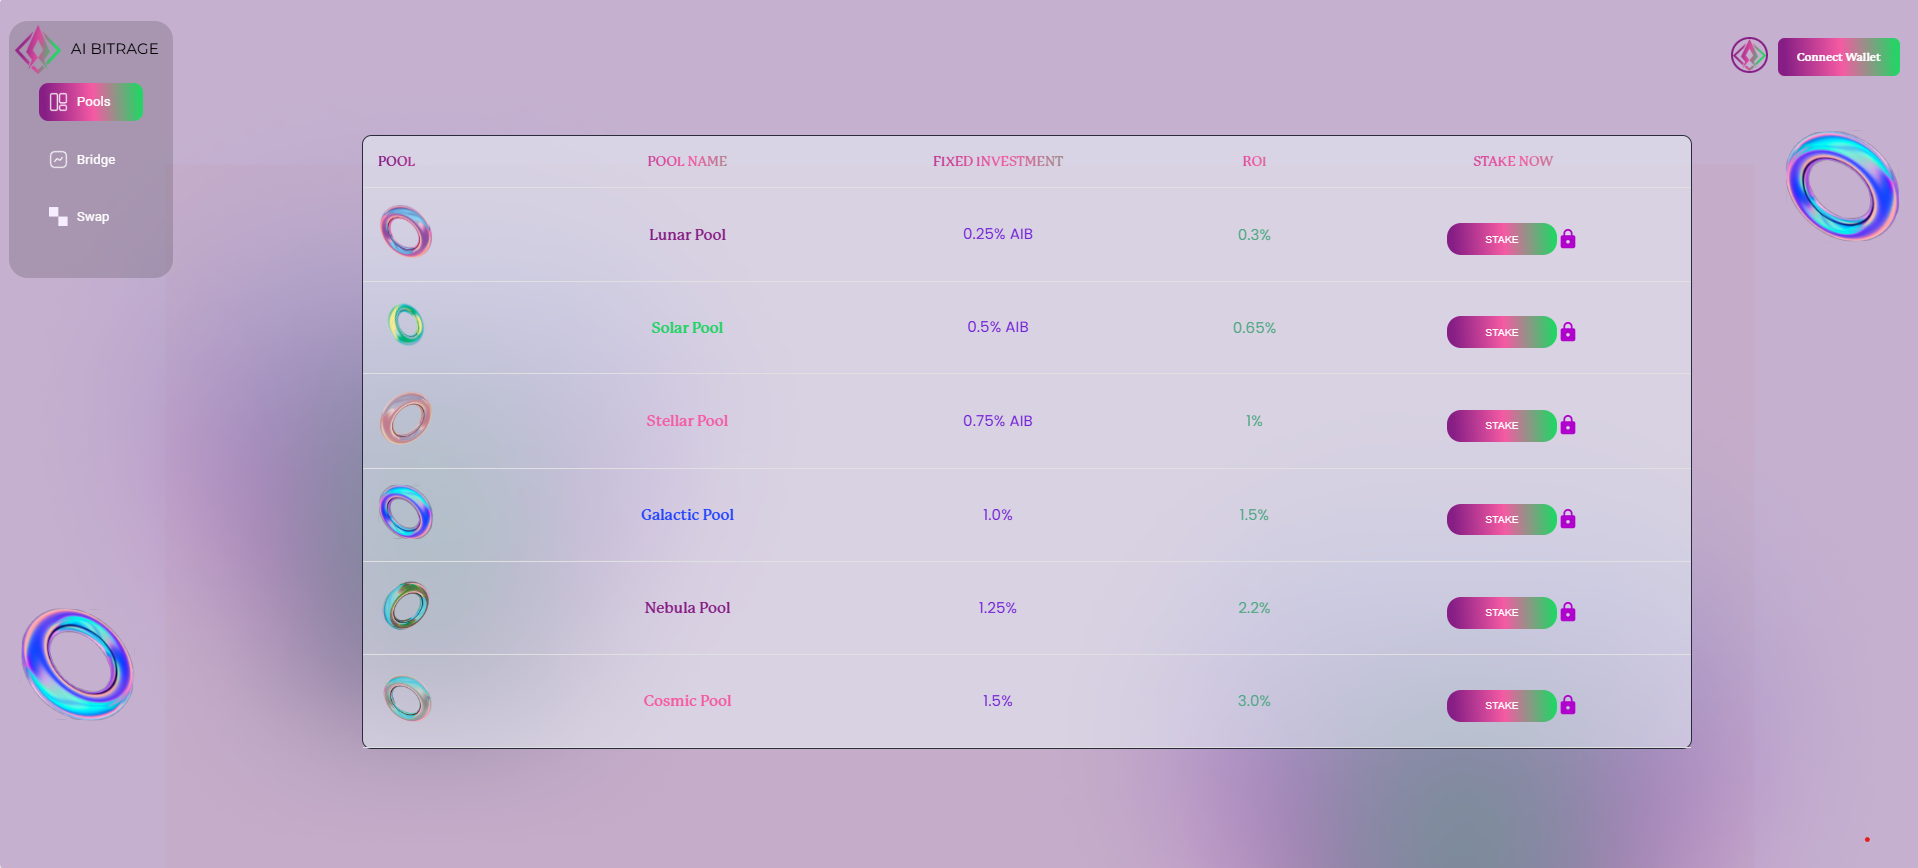 AI BITRAGE
Connect Wallet
Pools
Bridge
Swap
POOL POOL NAME FIXED INVESTMENT ROI STAKE NOW
Lunar Pool 0.25% AIB 0.3% STAKE
Solar Pool 0.5% AIB 0.65% STAKE
Stellar Pool 0.75% AIB 1% STAKE
Galactic Pool 1.0% 1.5% STAKE
Nebula Pool 1.25% 2.2% STAKE
Cosmic Pool 1.5% 3.0% STAKE